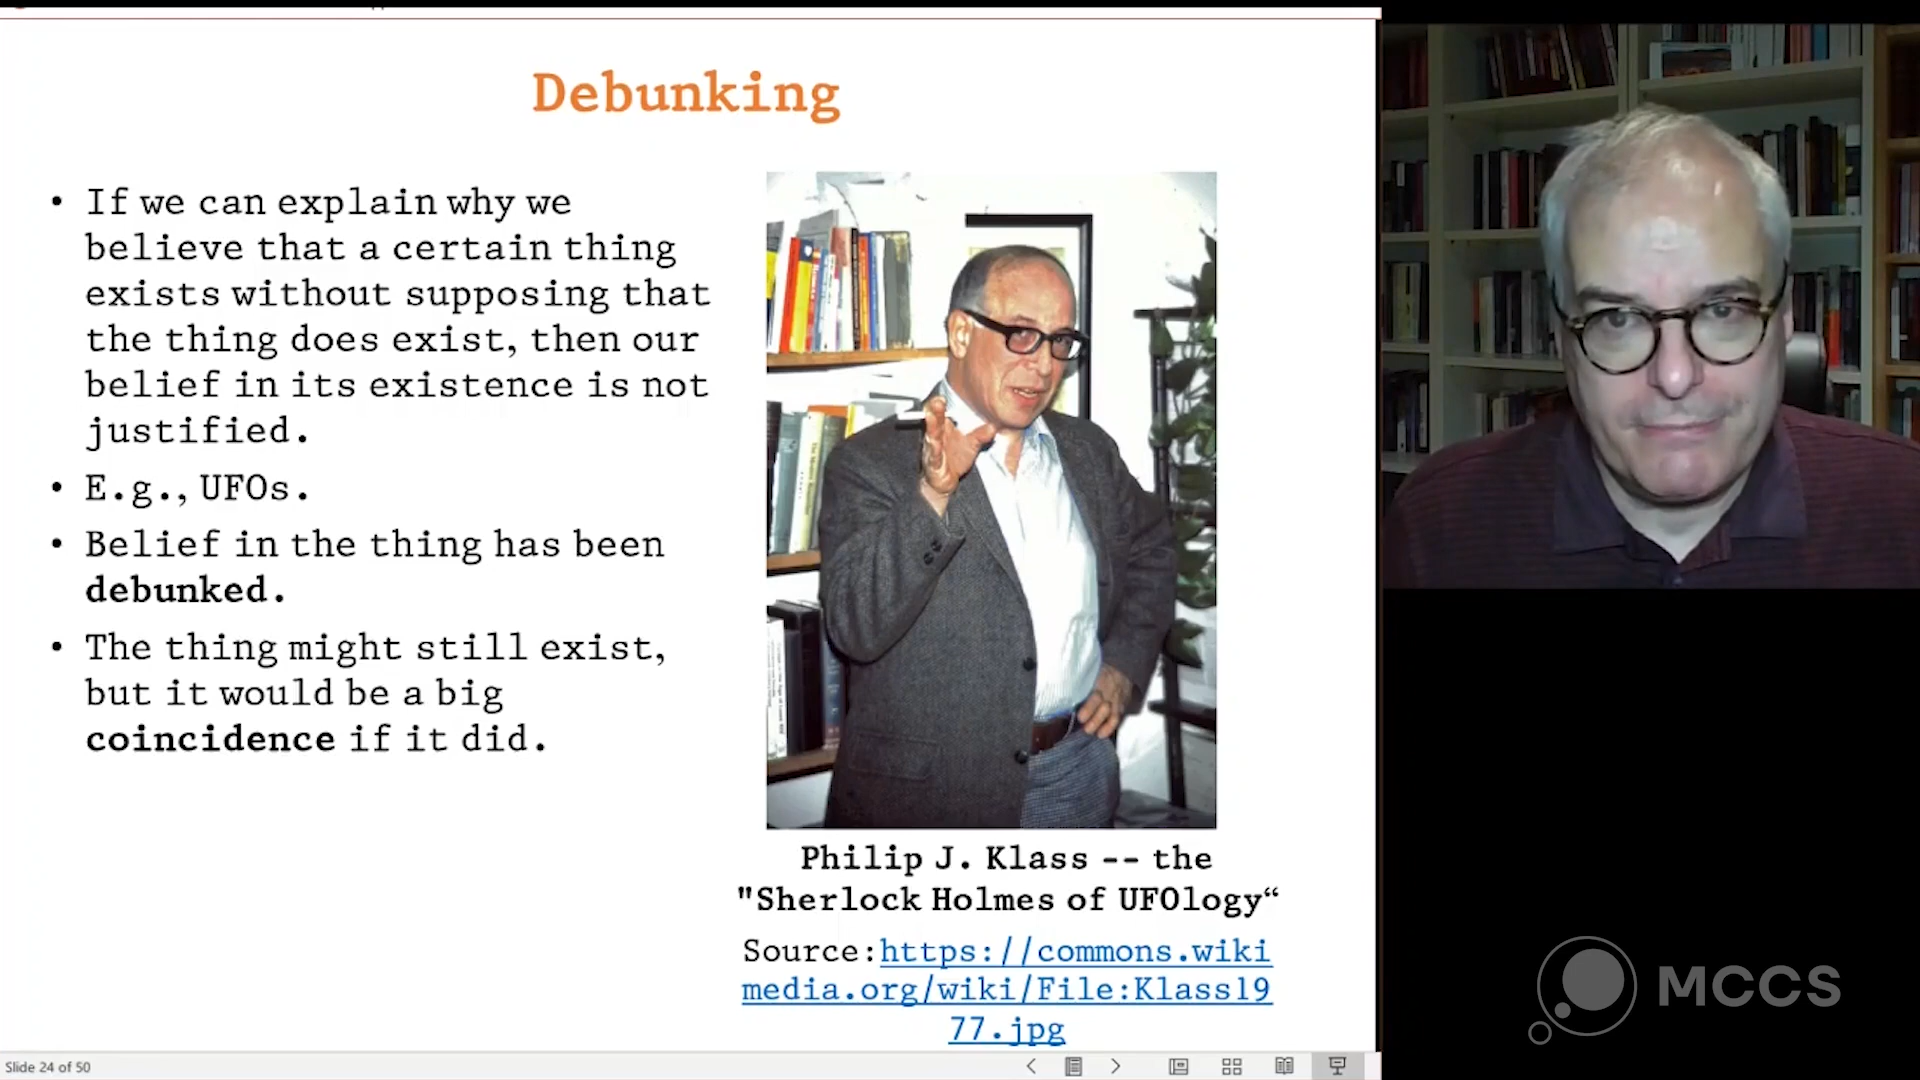 Debunking
• If we can explain why we
believe that a certain thing
exists without supposing that
the thing does exist, then our
belief in its existence is not
justified.
• E.g., UFOs.
• Belief in the thing has been
debunked.
• The thing might still exist,
but it would be a big
coincidence if it did.
Philip J. Klass -- the
"Sherlock Holmes of UFOlogy“
Source:https://commons.wiki
media.org/wiki/File:Klass19
77.jpg
Slide 24 of 50
MCCS